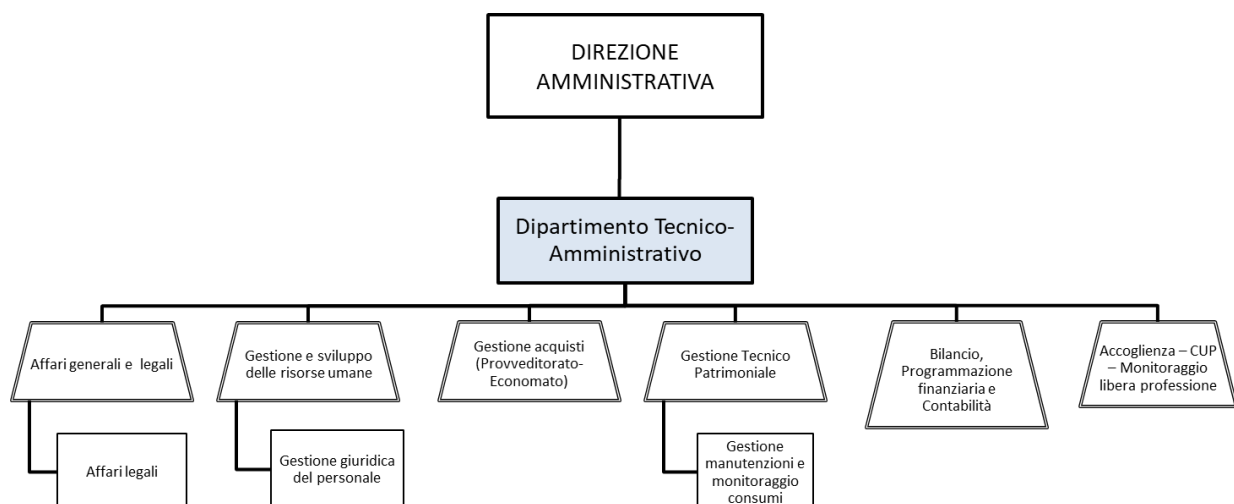 DIREZIONE
AMMINISTRATIVA
Dipartimento Tecnico-
Amministrativo
Affari generali e legali
Gestione e sviluppo
delle risorse umane
Gestione acquisti
(Provveditorato-
Economato)
Gestione Tecnico
Patrimoniale
Bilancio,
Programmazione
finanziaria e
Contabilità
Accoglienza – CUP
– Monitoraggio
libera professione
Affari legali
Gestione giuridica
del personale
Gestione
manutenzioni e
monitoraggio
consumi